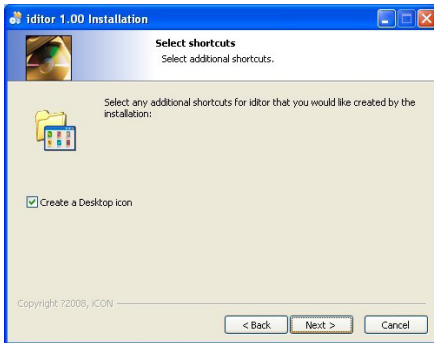 iditor 1.00 Installation
Select shortcuts
Select additional shortcuts.
Select any additional shortcuts for iditor that you would like created by the
installation:
Create a Desktop icon
Copyright ?2008, iCON
< Back Next > Cancel